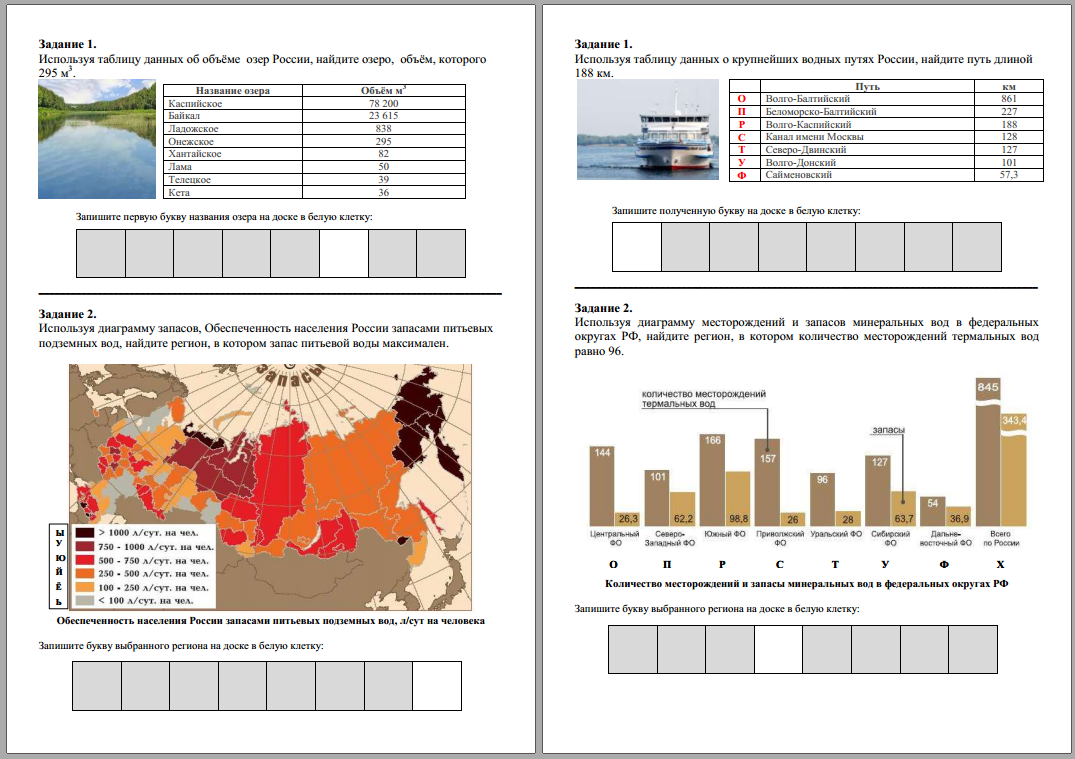 Задание 1.
Используя таблицу данных об объёме озер России, найдите озеро, объём, которого
295 м³.
Название озера Объём м³
Каспийское 78 200
Байкал 23 615
Ладожское 838
Онежское 295
Хантайское 82
Лама 50
Телецкое 39
Кета 36
Запишите первую букву названия озера на доске в белую клетку:
Задание 2.
Используя диаграмму запасов, Обеспеченность населения России запасами питьевых
подземных вод, найдите регион, в котором запас питьевой воды максимален.
запасы
Ы > 1000 л/сут. на чел.
У 750 - 1000 л/сут. на чел.
Ю 500 - 750 л/сут. на чел.
Й 250 - 500 л/сут. на чел.
Ё 100 - 250 л/сут. на чел.
Ь < 100 л/сут. на чел.
Обеспеченность населения России запасами питьевых подземных вод, л/сут на человека
Запишите букву выбранного региона на доске в белую клетку:
Задание 1.
Используя таблицу данных о крупнейших водных путях России, найдите путь длиной
188 км.
Путь км
О Волго-Балтийский 861
П Беломорско-Балтийский 227
Р Волго-Каспийский 188
С Канал имени Москвы 128
Т Северо-Двинский 127
У Волго-Донский 101
Ф Сайменовский 57,3
Запишите полученную букву на доске в белую клетку:
Задание 2.
Используя диаграмму месторождений и запасов минеральных вод в федеральных
округах РФ, найдите регион, в котором количество месторождений термальных вод
равно 96.
количество месторождений
термальных вод
запасы
144 26,3 101 62,2 166 98,8 157 26 96 28 127 63,7 54 36,9 845 343,4
Центральный Северо- Южный ФО Приволжский Уральский ФО Сибирский Дальне- Всего
ФО Западный ФО ФО ФО восточный ФО по России
О П Р С Т У Ф Х
Количество месторождений и запасы минеральных вод в федеральных округах РФ
Запишите букву выбранного региона на доске в белую клетку: